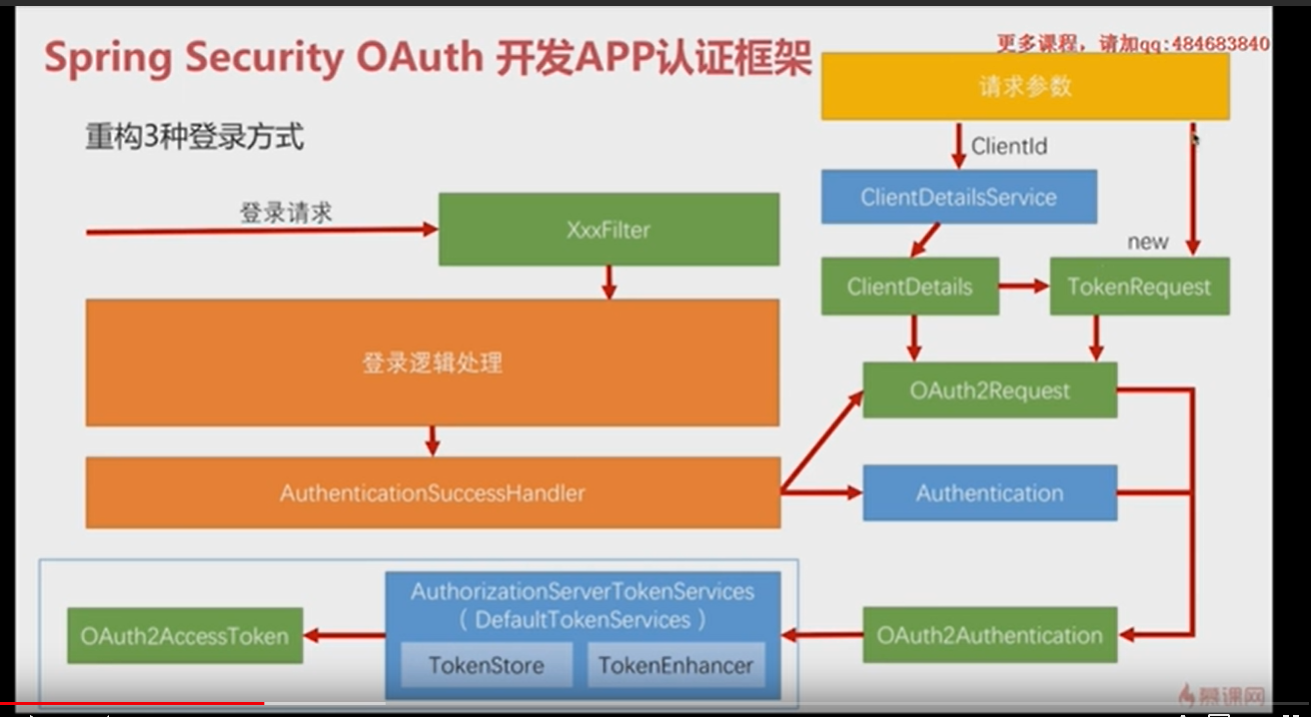 更多课程，请加qq:484683840
Spring Security OAuth 开发APP认证框架
请求参数
重构3种登录方式
ClientId
ClientDetailsService
登录请求
XxxFilter
new
ClientDetails
TokenRequest
登录逻辑处理
OAuth2Request
AuthenticationSuccessHandler
Authentication
AuthorizationServerTokenServices
（DefaultTokenServices）
OAuth2AccessToken
OAuth2Authentication
TokenStore
TokenEnhancer
慕课网